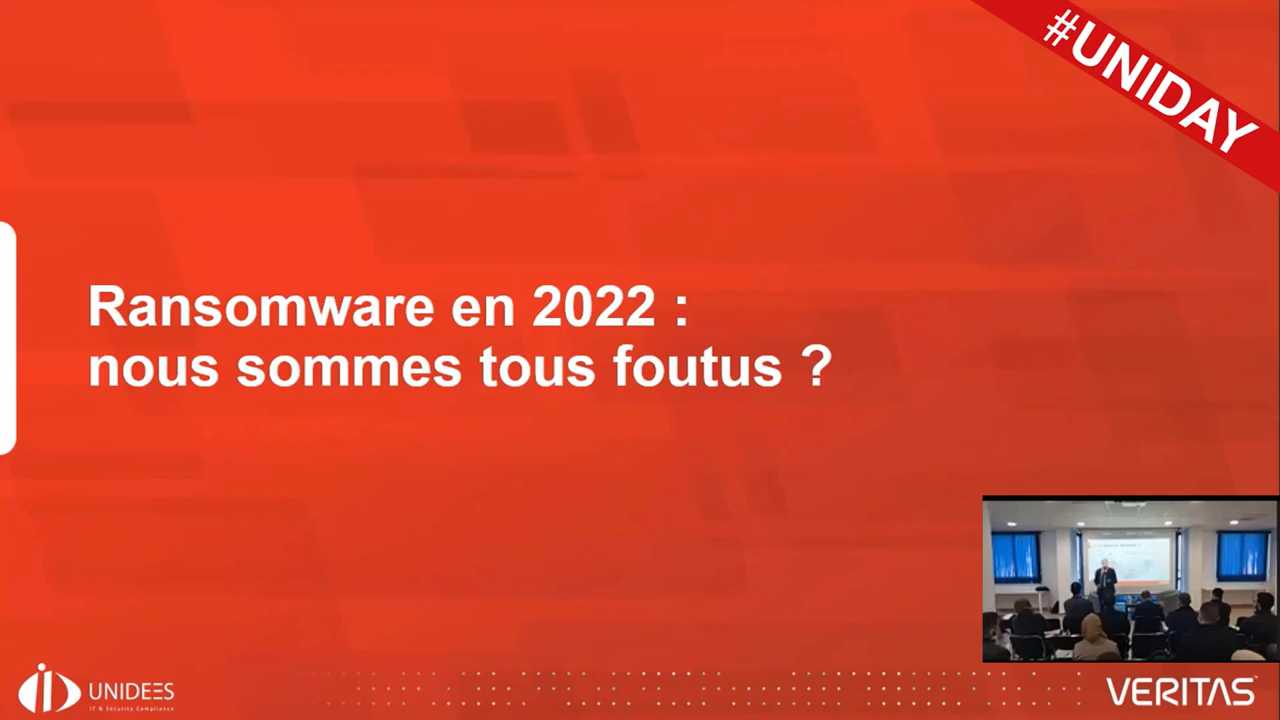 #UNIDAY
Ransomware en 2022 :
nous sommes tous foutus ?
UNIDEES
IT & Security Compliance
VERITAS